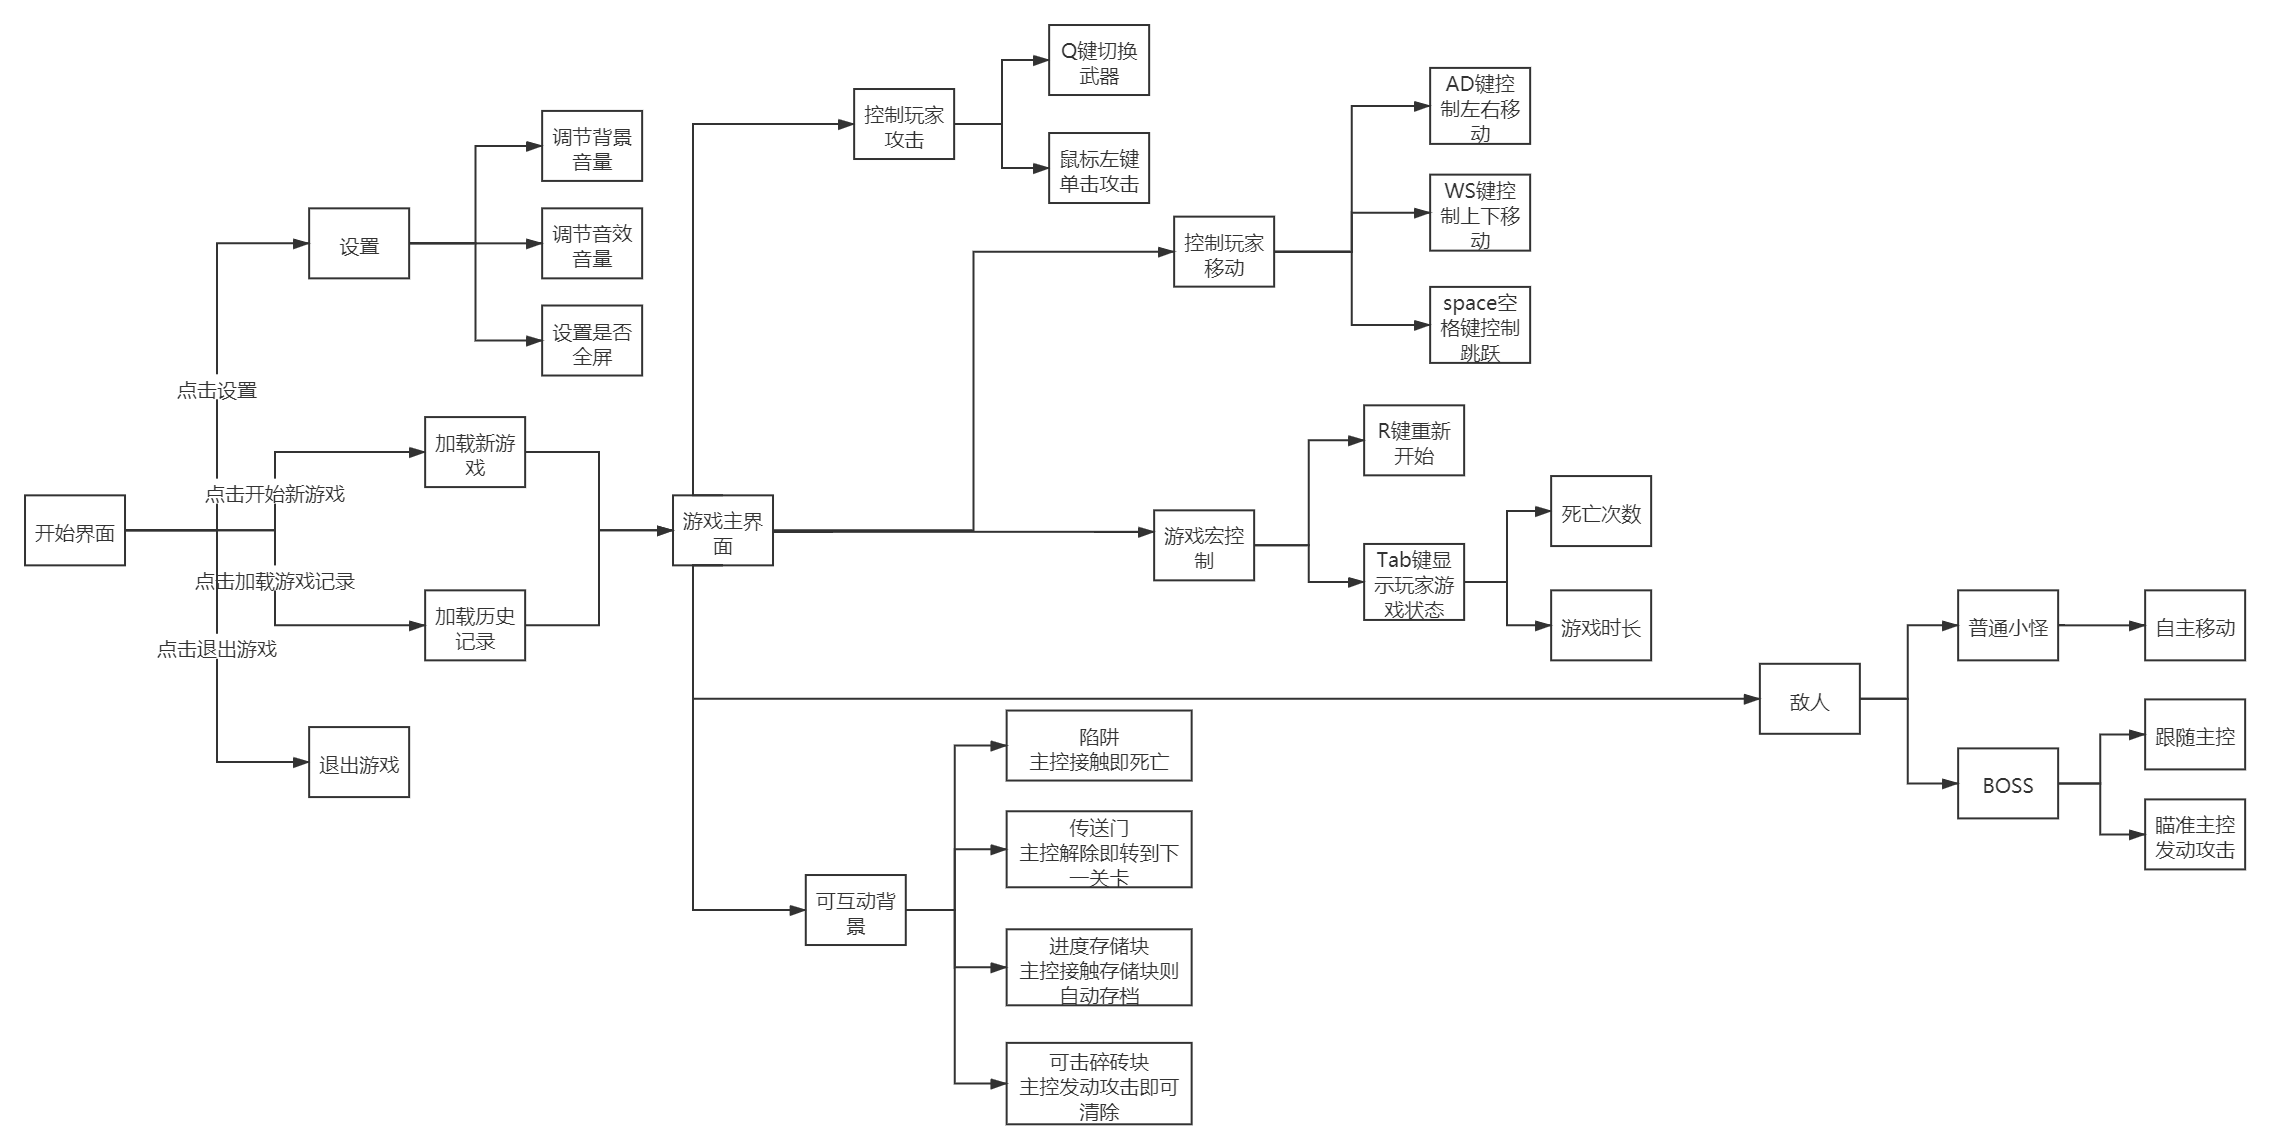 开始界面
点击设置
点击开始新游戏
点击加载游戏记录
点击退出游戏
设置
调节背景
音量
调节音效
音量
设置是否
全屏
加载新游
戏
加载历史
记录
退出游戏
游戏主界
面
控制玩家
攻击
Q键切换
武器
鼠标左键
单击攻击
控制玩家
移动
AD键控
制左右移
动
WS键控
制上下移
动
space空
格键控制
跳跃
游戏宏控
制
R键重新
开始
Tab键显
示玩家游
戏状态
死亡次数
游戏时长
敌人
普通小怪
自主移动
BOSS
跟随主控
瞄准主控
发动攻击
可互动背
景
陷阱
主控接触即死亡
传送门
主控解除即转到下
一关卡
进度存储块
主控接触存储块则
自动存档
可击碎砖块
主控发动攻击即可
清除